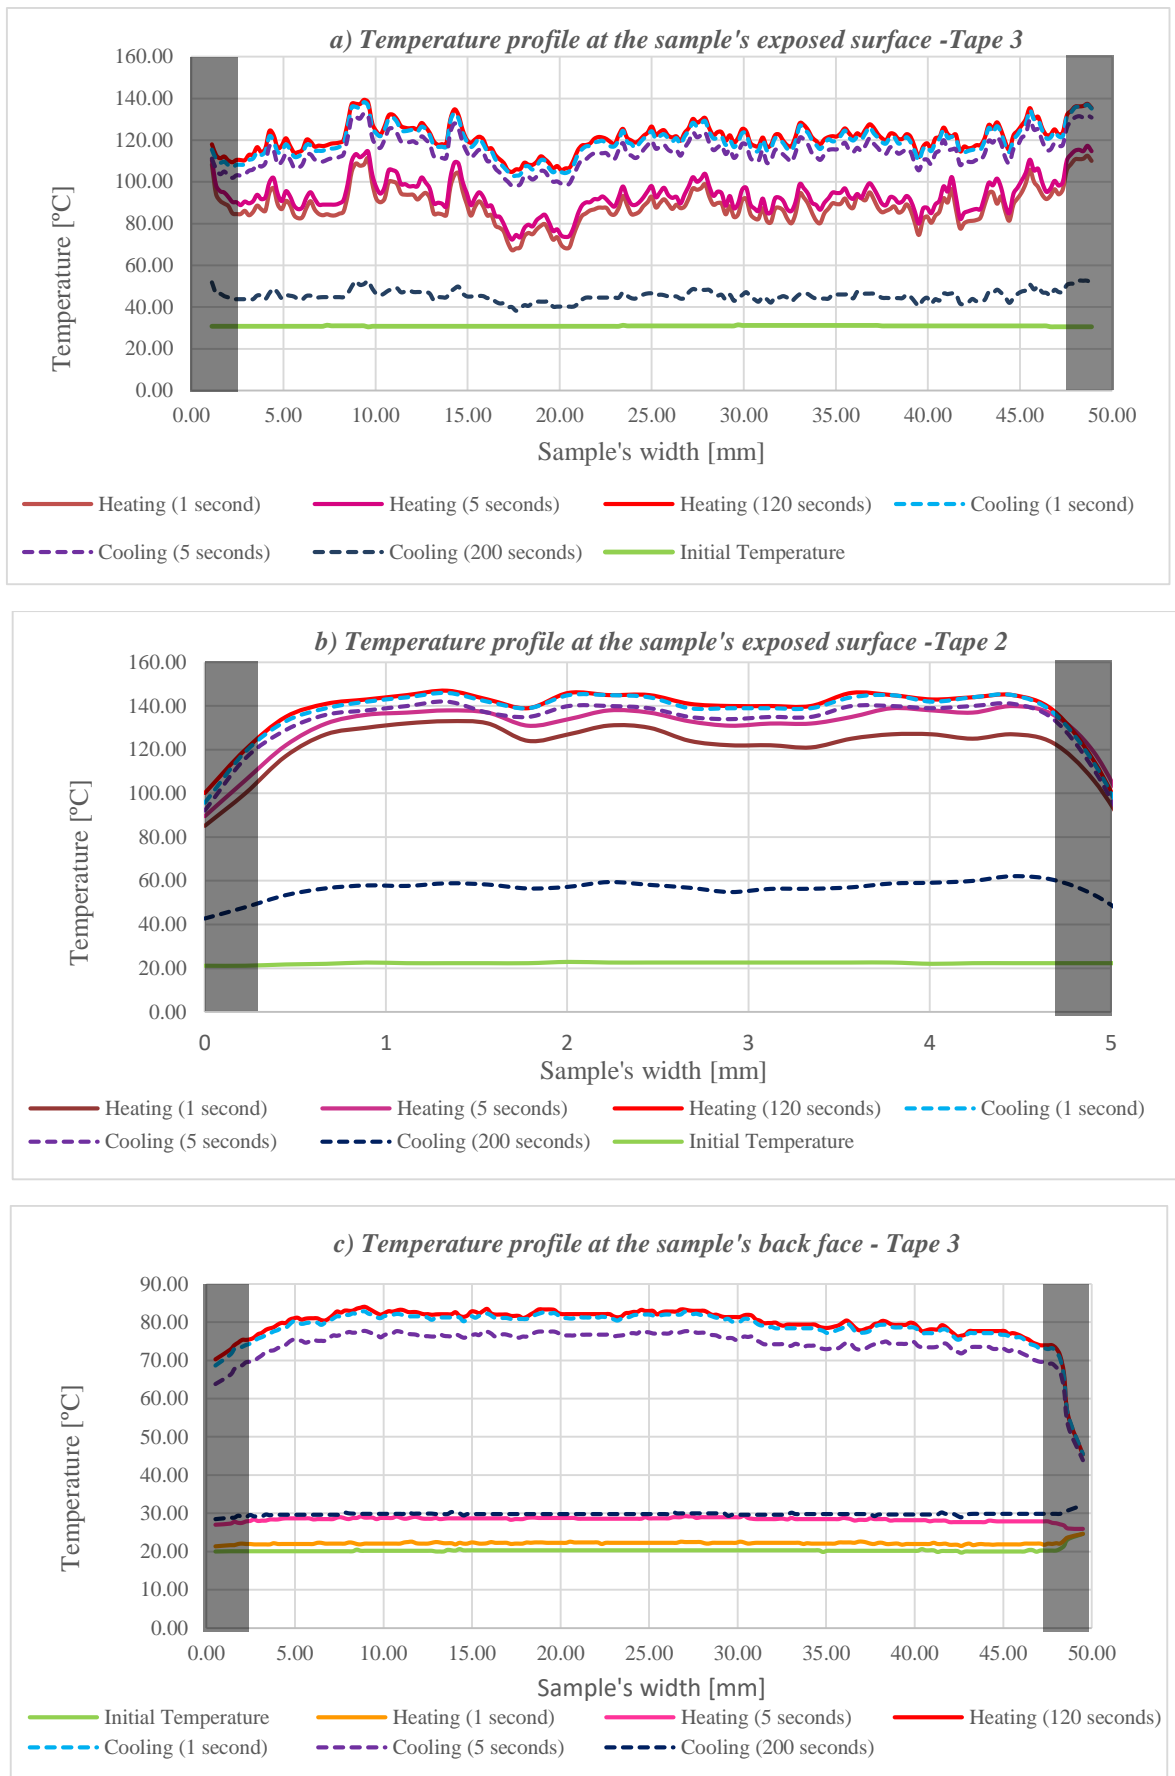 a) Temperature profile at the sample's exposed surface -Tape 3
160.00
140.00
120.00
100.00
80.00
60.00
40.00
20.00
0.00
Temperature [ºC]
0.00 5.00 10.00 15.00 20.00 25.00 30.00 35.00 40.00 45.00 50.00
Sample's width [mm]
Heating (1 second) Heating (5 seconds) Heating (120 seconds) Cooling (1 second)
Cooling (5 seconds) Cooling (200 seconds) Initial Temperature
b) Temperature profile at the sample's exposed surface -Tape 2
160.00
140.00
120.00
100.00
80.00
60.00
40.00
20.00
0.00
Temperature [ºC]
0 1 2 3 4 5
Sample's width [mm]
Heating (1 second) Heating (5 seconds) Heating (120 seconds) Cooling (1 second)
Cooling (5 seconds) Cooling (200 seconds) Initial Temperature
c) Temperature profile at the sample's back face - Tape 3
90.00
80.00
70.00
60.00
50.00
40.00
30.00
20.00
10.00
0.00
Temperature [ºC]
0.00 5.00 10.00 15.00 20.00 25.00 30.00 35.00 40.00 45.00 50.00
Sample's width [mm]
Initial Temperature Heating (1 second) Heating (5 seconds) Heating (120 seconds)
Cooling (1 second) Cooling (5 seconds) Cooling (200 seconds)